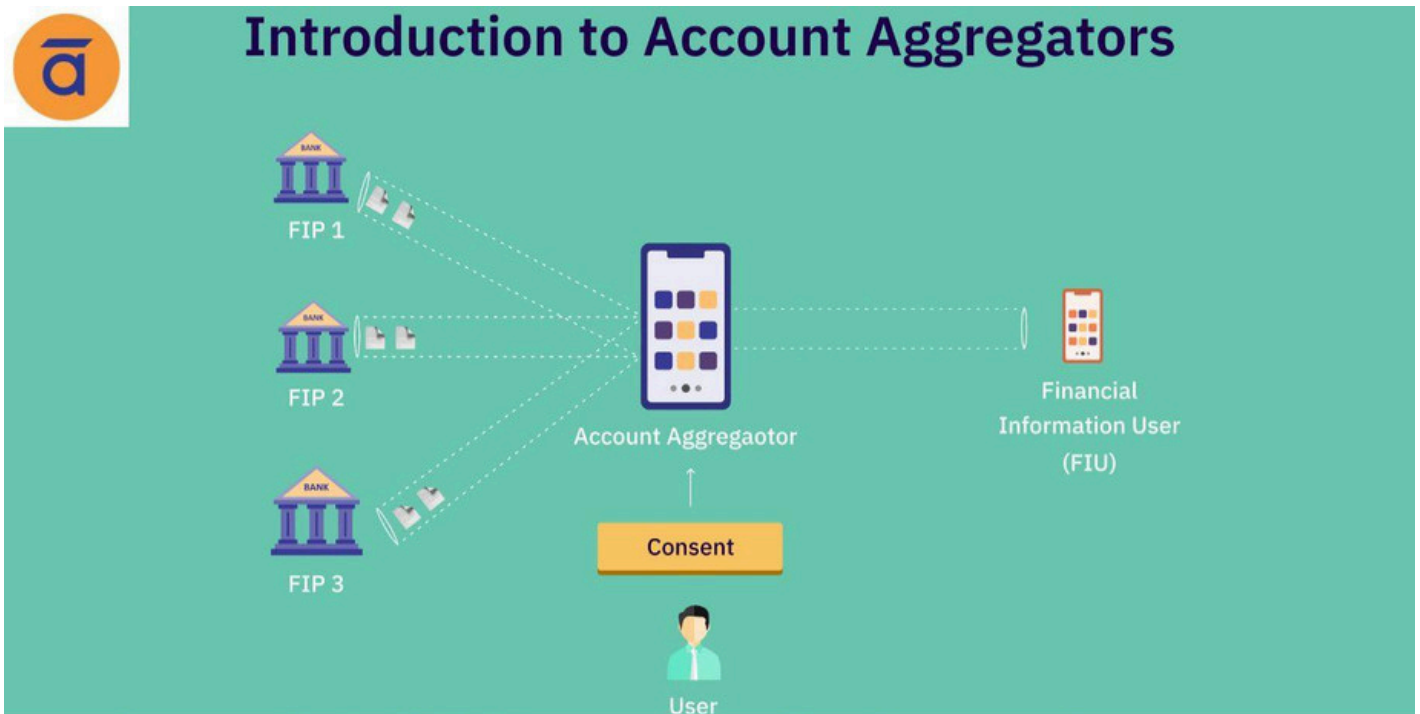 ā
Introduction to Account Aggregators
BANK
FIP 1
BANK
FIP 2
BANK
FIP 3
Account Aggregaotor
Consent
User
Financial
Information User
(FIU)